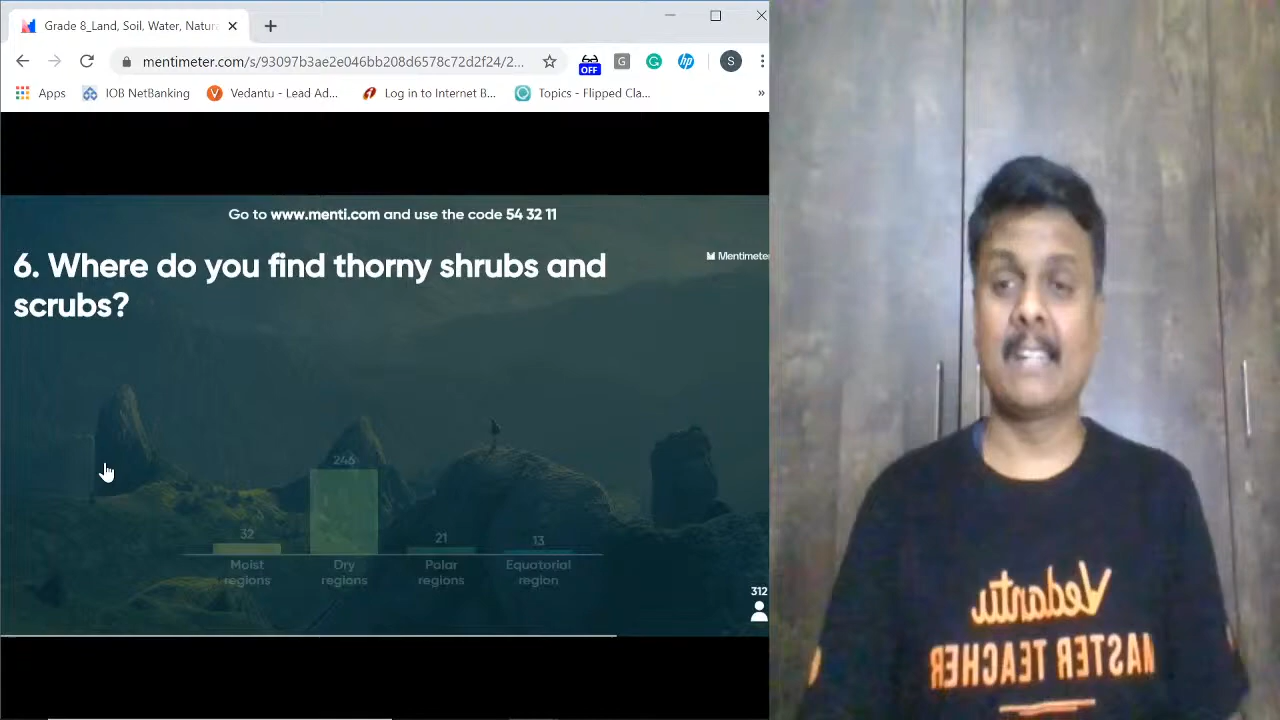 Grade 8_Land, Soil, Water, Natura
mentimeter.com/s/93097b3ae2e046bb208d6578c72d2f24/2...
OFF
G
hp
S
Apps
IOB NetBanking
Vedantu - Lead Ad...
Log in to Internet B...
Topics - Flipped Cla...
»
Go to www.menti.com and use the code 54 32 11
6. Where do you find thorny shrubs and
scrubs?
Mentimeter
246
32
21
13
Moist
regions
Dry
regions
Polar
regions
Equatorial
region
312
Vedantu
MASTER TEACHER